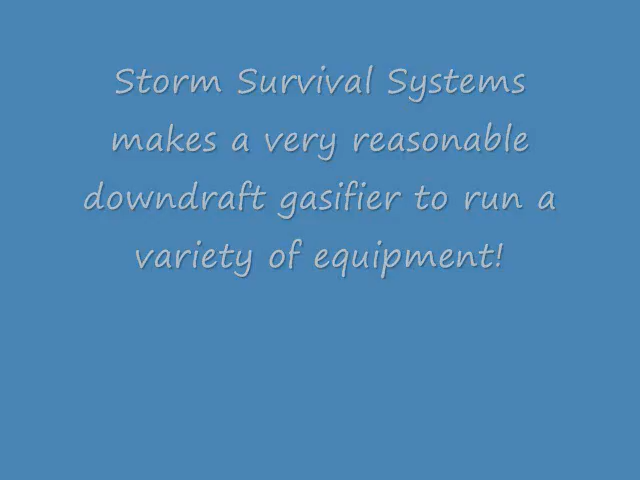 Storm Survival Systems
makes a very reasonable
downdraft gasifier to run a
variety of equipment!